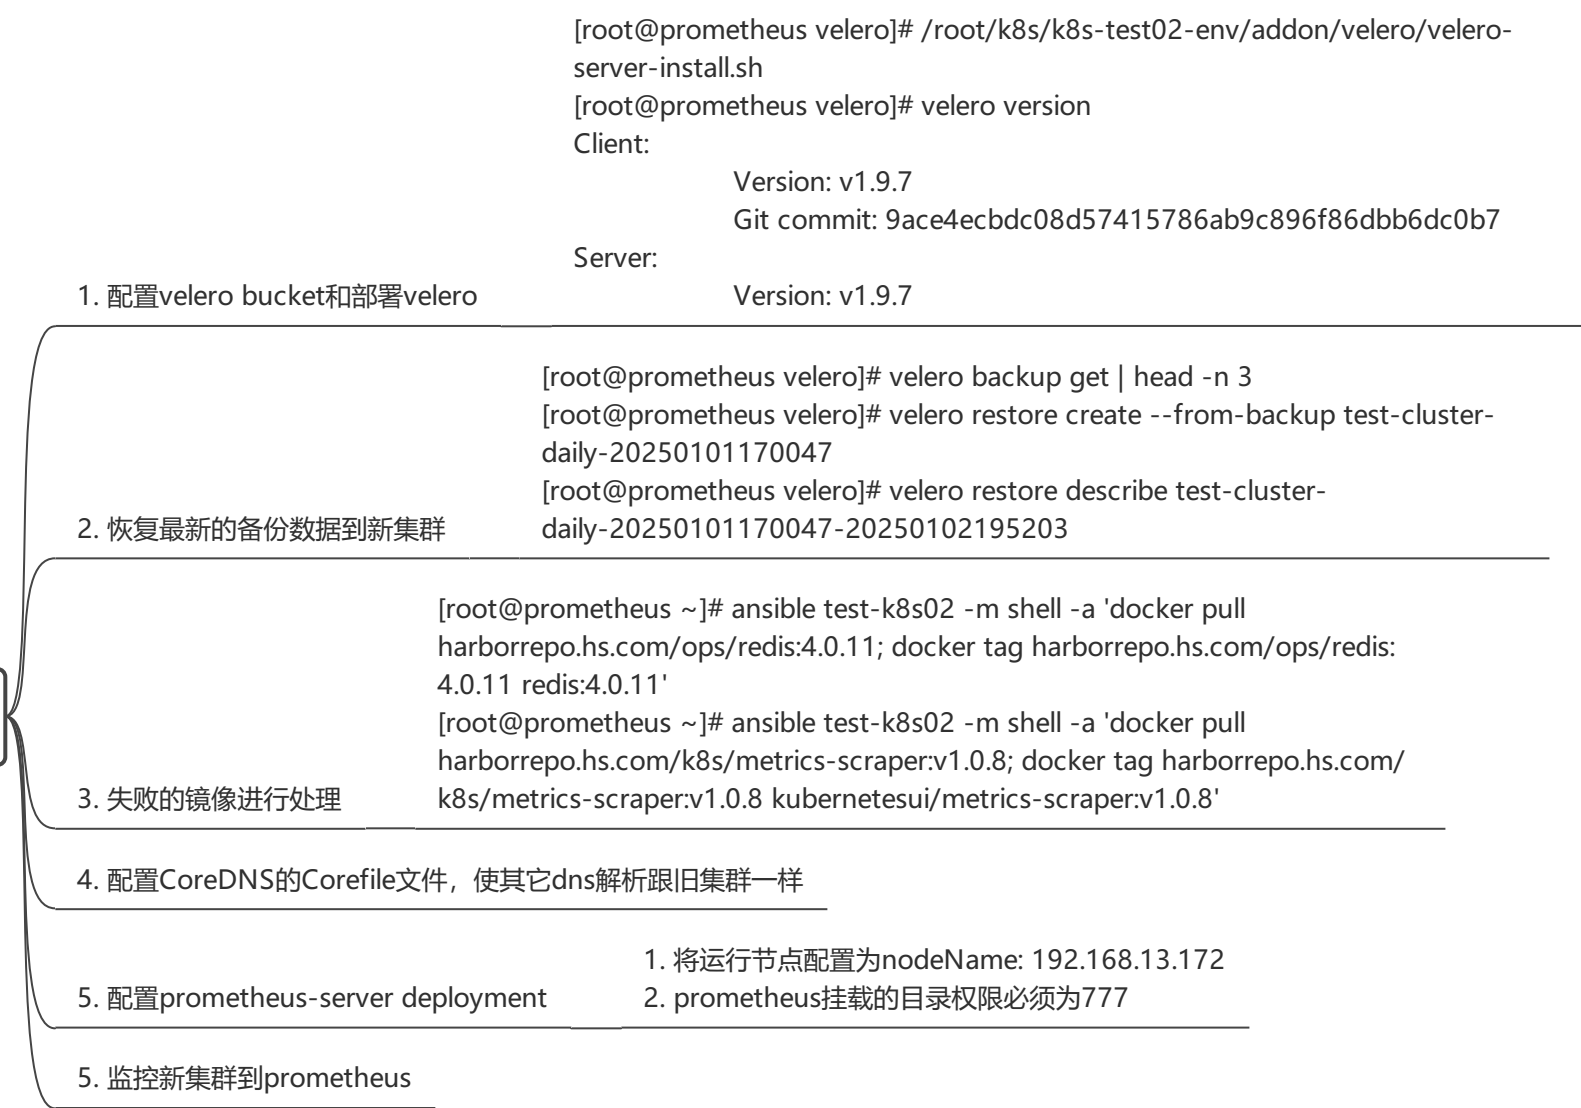 [root@prometheus velero]# /root/k8s/k8s-test02-env/addon/velero/velero-
server-install.sh
[root@prometheus velero]# velero version
Client:
Version: v1.9.7
Git commit: 9ace4ecbdc08d57415786ab9c896f86dbb6dc0b7
Server:
Version: v1.9.7
1. 配置velero bucket和部署velero
[root@prometheus velero]# velero backup get | head -n 3
[root@prometheus velero]# velero restore create --from-backup test-cluster-
daily-20250101170047
[root@prometheus velero]# velero restore describe test-cluster-
daily-20250101170047-20250102195203
2. 恢复最新的备份数据到新集群
[root@prometheus ~]# ansible test-k8s02 -m shell -a 'docker pull
harborrepo.hs.com/ops/redis:4.0.11; docker tag harborrepo.hs.com/ops/redis:
4.0.11 redis:4.0.11'
[root@prometheus ~]# ansible test-k8s02 -m shell -a 'docker pull
harborrepo.hs.com/k8s/metrics-scraper:v1.0.8; docker tag harborrepo.hs.com/
k8s/metrics-scraper:v1.0.8 kubernetesui/metrics-scraper:v1.0.8'
3. 失败的镜像进行处理
4. 配置CoreDNS的Corefile文件，使其它dns解析跟旧集群一样
1. 将运行节点配置为nodeName: 192.168.13.172
2. prometheus挂载的目录权限必须为777
5. 配置prometheus-server deployment
5. 监控新集群到prometheus